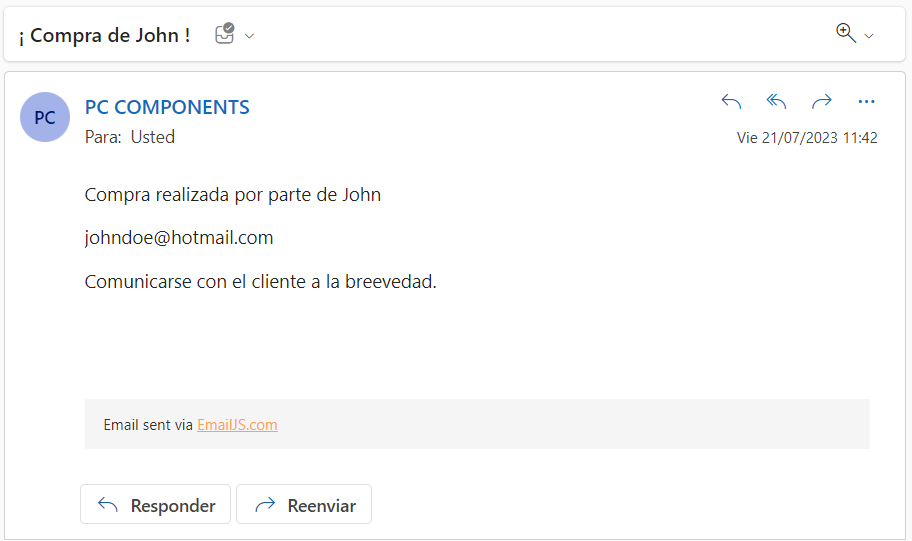 ¡ Compra de John !
PC
PC COMPONENTS
Para: Usted
Vie 21/07/2023 11:42
Compra realizada por parte de John
johndoe@hotmail.com
Comunicarse con el cliente a la breevedad.
Email sent via EmailJS.com
Responder
Reenviar